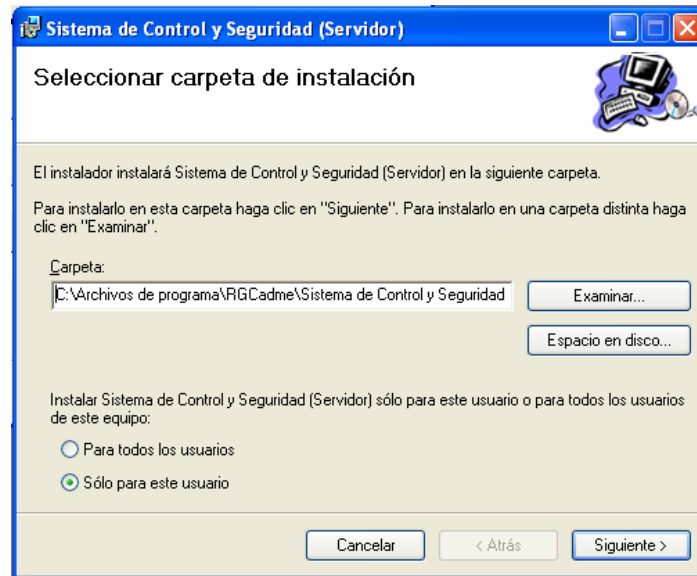 Sistema de Control y Seguridad (Servidor)
Seleccionar carpeta de instalación
El instalador instalará Sistema de Control y Seguridad (Servidor) en la siguiente carpeta.
Para instalarlo en esta carpeta haga clic en "Siguiente". Para instalarlo en una carpeta distinta haga
clic en "Examinar".
Carpeta:
C:\Archivos de programa\RGCadme\Sistema de Control y Seguridad
Examinar...
Espacio en disco...
Instalar Sistema de Control y Seguridad (Servidor) sólo para este usuario o para todos los usuarios
de este equipo:
Para todos los usuarios
Sólo para este usuario
Cancelar
< Atrás
Siguiente >